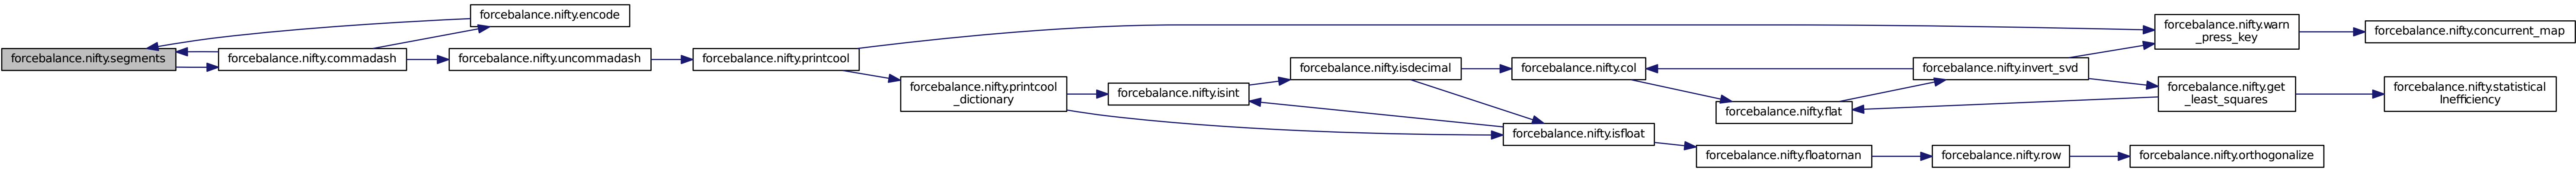 forcebalance.nifty.segments
forcebalance.nifty.commadash
forcebalance.nifty.encode
forcebalance.nifty.uncommadash
forcebalance.nifty.printcool
forcebalance.nifty.printcool
_dictionary
forcebalance.nifty.isint
forcebalance.nifty.isdecimal
forcebalance.nifty.isfloat
forcebalance.nifty.col
forcebalance.nifty.flat
forcebalance.nifty.floatornan
forcebalance.nifty.invert_svd
forcebalance.nifty.row
forcebalance.nifty.warn
_press_key
forcebalance.nifty.get
_least_squares
forcebalance.nifty.orthogonalize
forcebalance.nifty.concurrent_map
forcebalance.nifty.statistical
Inefficiency